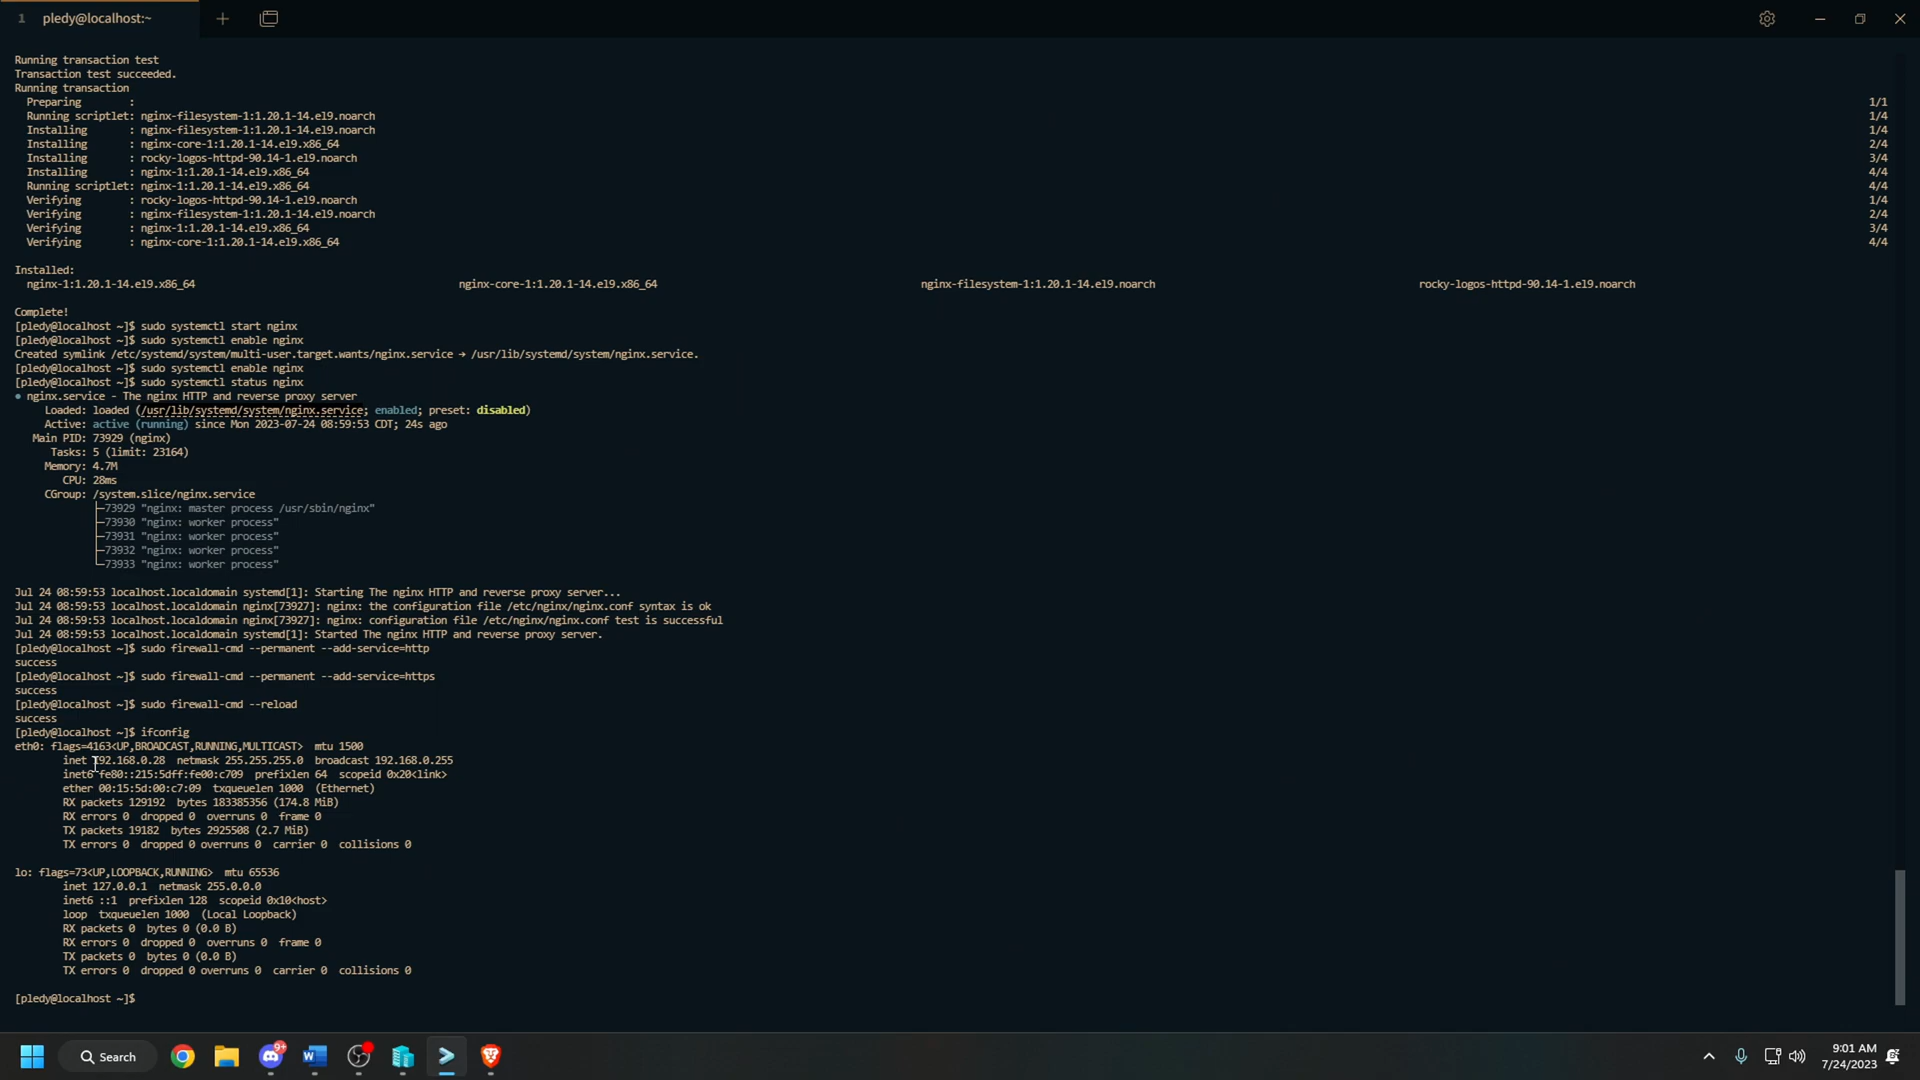 1 pledy@localhost:~
Running transaction test
Transaction test succeeded.
Running transaction
Preparing : 1/1
Running scriptlet: nginx-filesystem-1:1.20.1-14.el9.noarch 1/4
Installing : nginx-filesystem-1:1.20.1-14.el9.noarch 1/4
Installing : nginx-core-1:1.20.1-14.el9.x86_64 2/4
Installing : rocky-logos-httpd-90.14-1.el9.noarch 3/4
Installing : nginx-1:1.20.1-14.el9.x86_64 4/4
Running scriptlet: nginx-1:1.20.1-14.el9.x86_64 4/4
Verifying : rocky-logos-httpd-90.14-1.el9.noarch 1/4
Verifying : nginx-filesystem-1:1.20.1-14.el9.noarch 2/4
Verifying : nginx-1:1.20.1-14.el9.x86_64 3/4
Verifying : nginx-core-1:1.20.1-14.el9.x86_64 4/4
Installed:
nginx-1:1.20.1-14.el9.x86_64 nginx-core-1:1.20.1-14.el9.x86_64 nginx-filesystem-1:1.20.1-14.el9.noarch rocky-logos-httpd-90.14-1.el9.noarch
Complete!
[pledy@localhost ~]$ sudo systemctl start nginx
[pledy@localhost ~]$ sudo systemctl enable nginx
Created symlink /etc/systemd/system/multi-user.target.wants/nginx.service → /usr/lib/systemd/system/nginx.service.
[pledy@localhost ~]$ sudo systemctl enable nginx
[pledy@localhost ~]$ sudo systemctl status nginx
● nginx.service - The nginx HTTP and reverse proxy server
Loaded: loaded (/usr/lib/systemd/system/nginx.service; enabled; preset: disabled)
Active: active (running) since Mon 2023-07-24 08:59:53 CDT; 24s ago
Main PID: 73929 (nginx)
Tasks: 5 (limit: 23164)
Memory: 4.7M
CPU: 28ms
CGroup: /system.slice/nginx.service
├─73929 "nginx: master process /usr/sbin/nginx"
├─73930 "nginx: worker process"
├─73931 "nginx: worker process"
├─73932 "nginx: worker process"
└─73933 "nginx: worker process"
Jul 24 08:59:53 localhost.localdomain systemd[1]: Starting The nginx HTTP and reverse proxy server...
Jul 24 08:59:53 localhost.localdomain nginx[73927]: nginx: the configuration file /etc/nginx/nginx.conf syntax is ok
Jul 24 08:59:53 localhost.localdomain nginx[73927]: nginx: configuration file /etc/nginx/nginx.conf test is successful
Jul 24 08:59:53 localhost.localdomain systemd[1]: Started The nginx HTTP and reverse proxy server.
[pledy@localhost ~]$ sudo firewall-cmd --permanent --add-service=http
success
[pledy@localhost ~]$ sudo firewall-cmd --permanent --add-service=https
success
[pledy@localhost ~]$ sudo firewall-cmd --reload
success
[pledy@localhost ~]$ ifconfig
eth0: flags=4163<UP,BROADCAST,RUNNING,MULTICAST> mtu 1500
inet 192.168.0.28 netmask 255.255.255.0 broadcast 192.168.0.255
inet6 fe80::215:5dff:fe00:c709 prefixlen 64 scopeid 0x20<link>
ether 00:15:5d:00:c7:09 txqueuelen 1000 (Ethernet)
RX packets 129192 bytes 183385356 (174.8 MiB)
RX errors 0 dropped 0 overruns 0 frame 0
TX packets 19182 bytes 2925508 (2.7 MiB)
TX errors 0 dropped 0 overruns 0 carrier 0 collisions 0
lo: flags=73<UP,LOOPBACK,RUNNING> mtu 65536
inet 127.0.0.1 netmask 255.0.0.0
inet6 ::1 prefixlen 128 scopeid 0x10<host>
loop txqueuelen 1000 (Local Loopback)
RX packets 0 bytes 0 (0.0 B)
RX errors 0 dropped 0 overruns 0 frame 0
TX packets 0 bytes 0 (0.0 B)
TX errors 0 dropped 0 overruns 0 carrier 0 collisions 0
[pledy@localhost ~]$
Search
9+
9:01 AM
7/24/2023